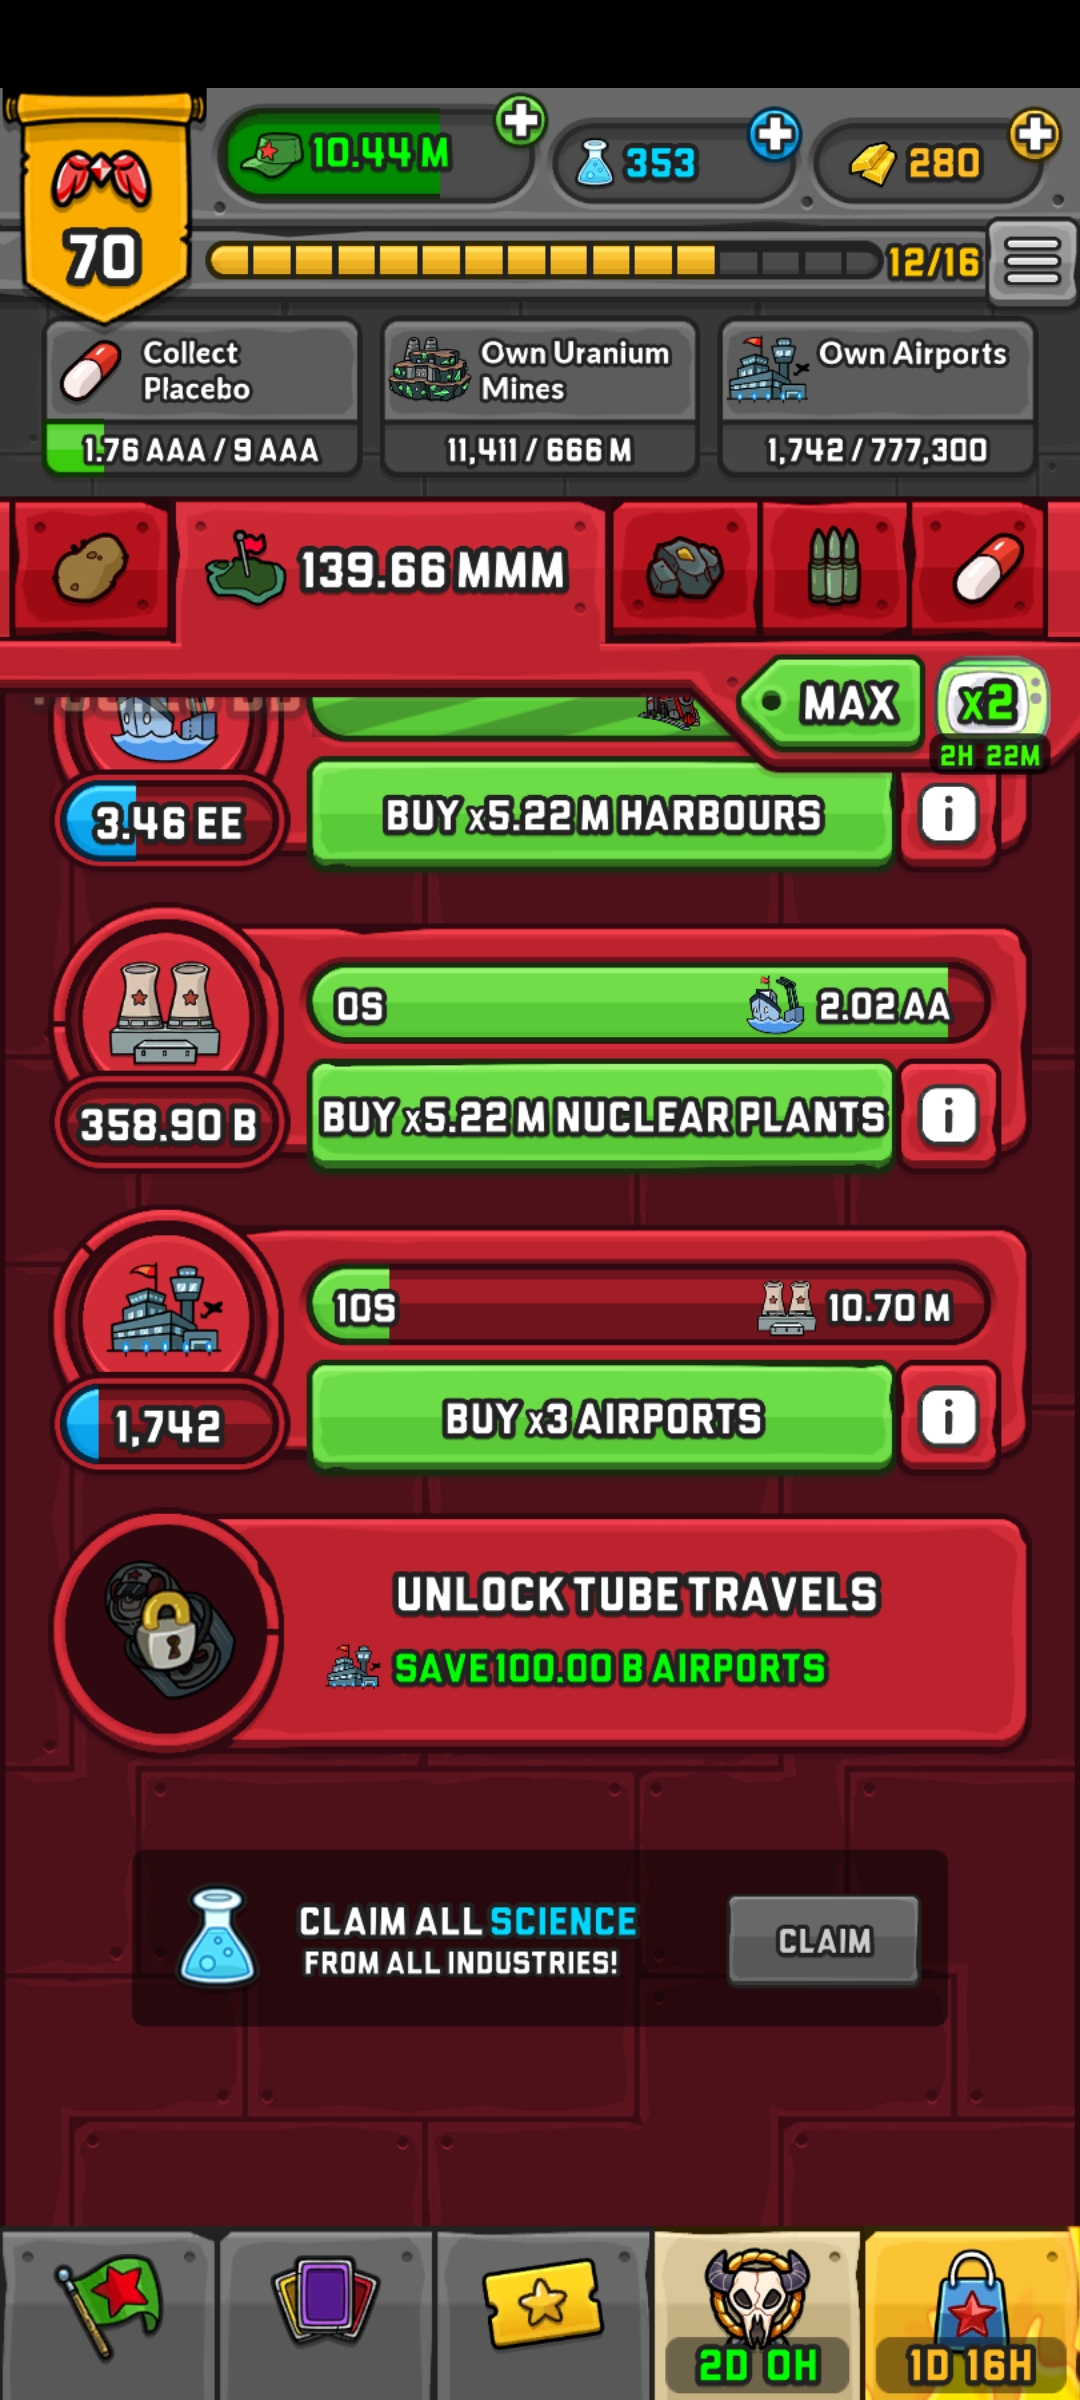 10.44 M
353
280
70
12/16
Collect
Placebo
1.76 AAA / 9 AAA
Own Uranium
Mines
11,411 / 666 M
Own Airports
1,742 / 777,300
139.66 MMM
MAX
x2
2H 22M
3.46 EE
BUY x5.22 M HARBOURS
i
0S
2.02 AA
358.90 B
BUY x5.22 M NUCLEAR PLANTS
i
10S
10.70 M
1,742
BUY x3 AIRPORTS
i
UNLOCK TUBE TRAVELS
SAVE 100.00 B AIRPORTS
CLAIM ALL SCIENCE
FROM ALL INDUSTRIES!
CLAIM
2D 0H
1D 16H